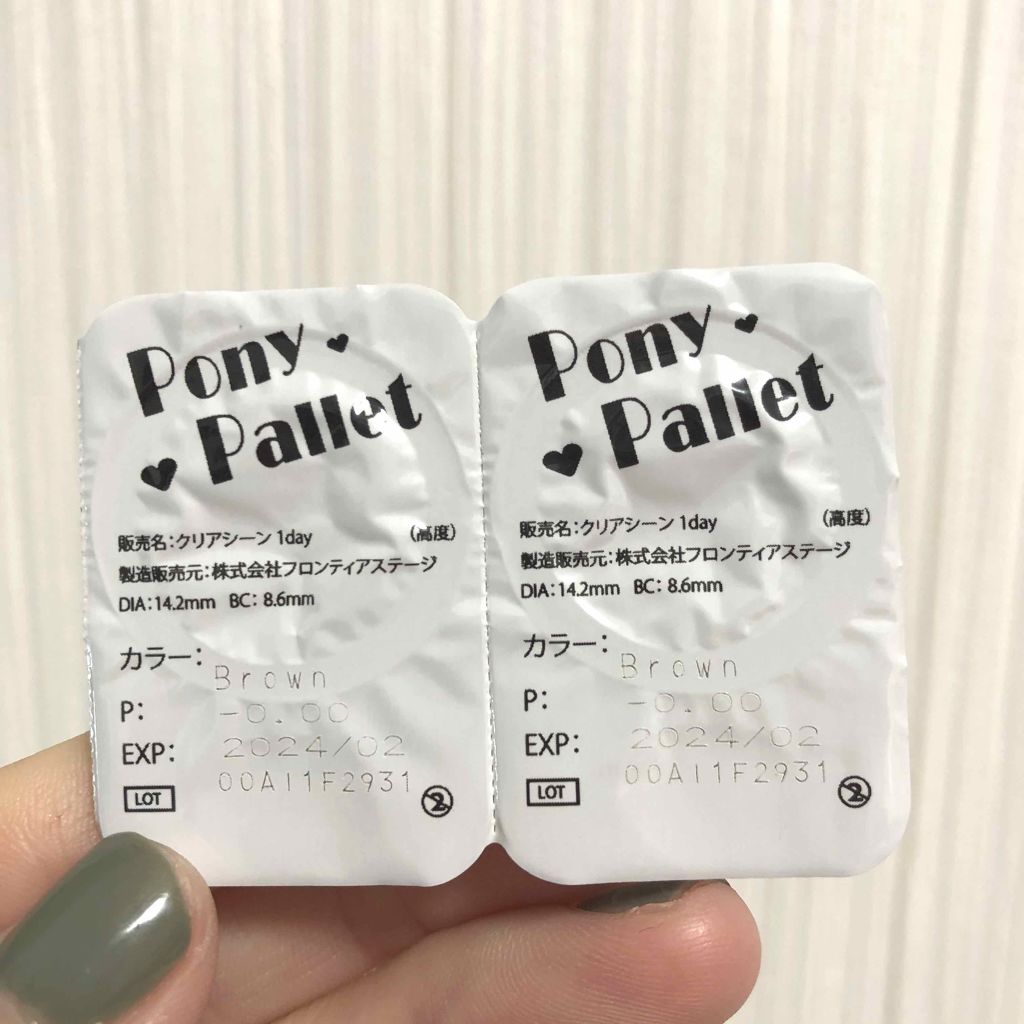 Pony
Pallet
販売名:クリアシーン 1day (高度)
製造販売元:株式会社フロンティアステージ
DIA:14.2mm BC: 8.6mm
カラー: Brown
P: -0.00
EXP: 2024/02
LOT 00AI1F2931
2
Pony
Pallet
販売名:クリアシーン 1day (高度)
製造販売元:株式会社フロンティアステージ
DIA:14.2mm BC: 8.6mm
カラー: Brown
P: -0.00
EXP: 2024/02
LOT 00AI1F2931
2